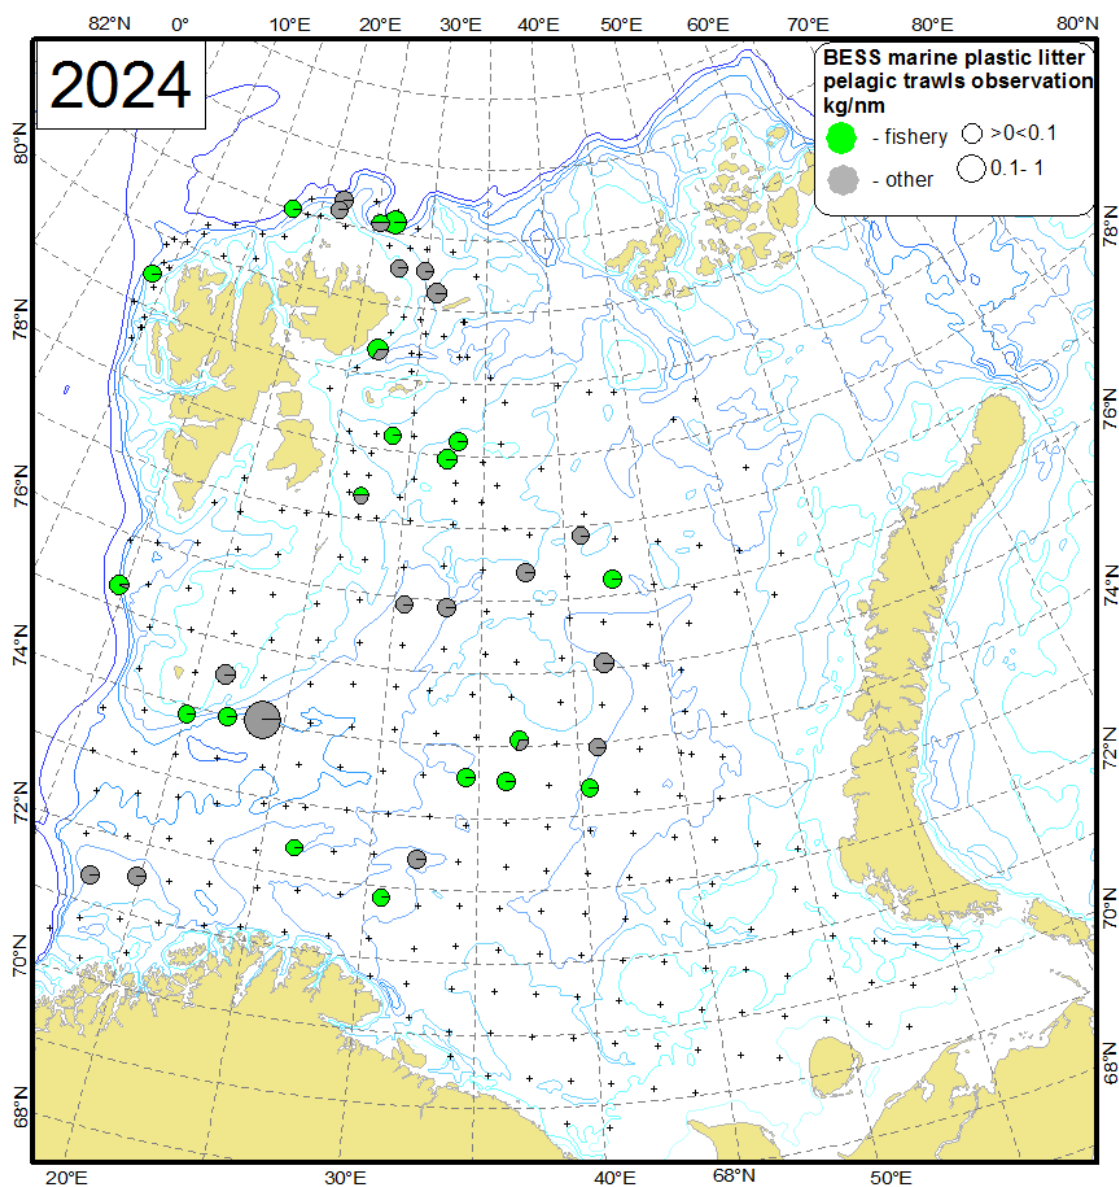 82°N 0° 10°E 20°E 30°E 40°E 50°E 60°E 70°E 80°E 80°N
2024
BESS marine plastic litter
pelagic trawls observation
kg/nm
- fishery >0<0.1
- other 0.1- 1
80°N
78°N
76°N
74°N
72°N
70°N
68°N
78°N
76°N
74°N
72°N
70°N
68°N
20°E 30°E 40°E 68°N 50°E